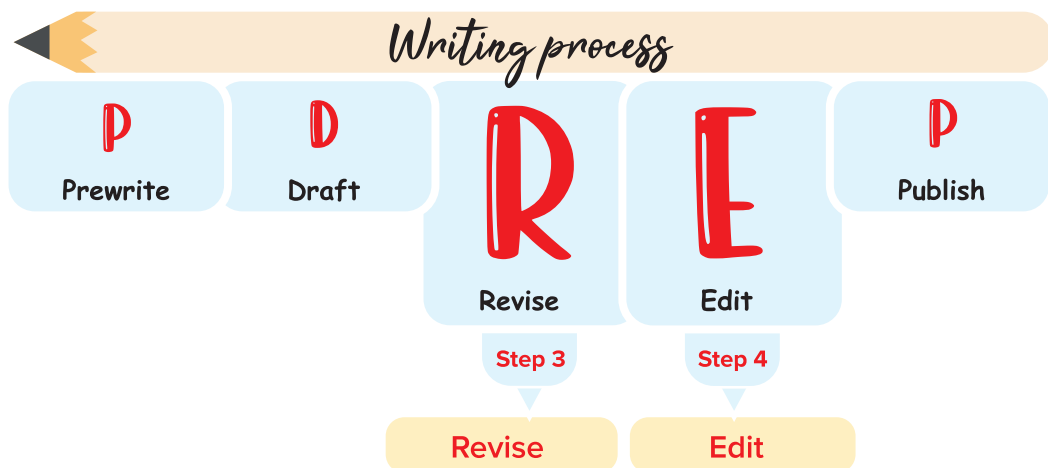 Writing process
P D R E P
Prewrite Draft Revise Edit Publish
Step 3 Step 4
Revise Edit